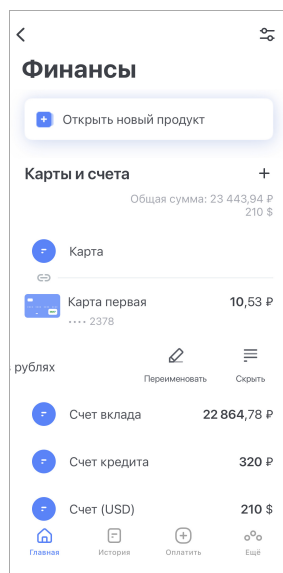 Финансы
Открыть новый продукт
Карты и счета
Общая сумма: 23 443,94 ₽
210 $
Карта
Карта первая 10,53 ₽
•••• 2378
рублях Переименовать Скрыть
Счет вклада 22 864,78 ₽
Счет кредита 320 ₽
Счет (USD) 210 $
Главная История Оплатить Ещё